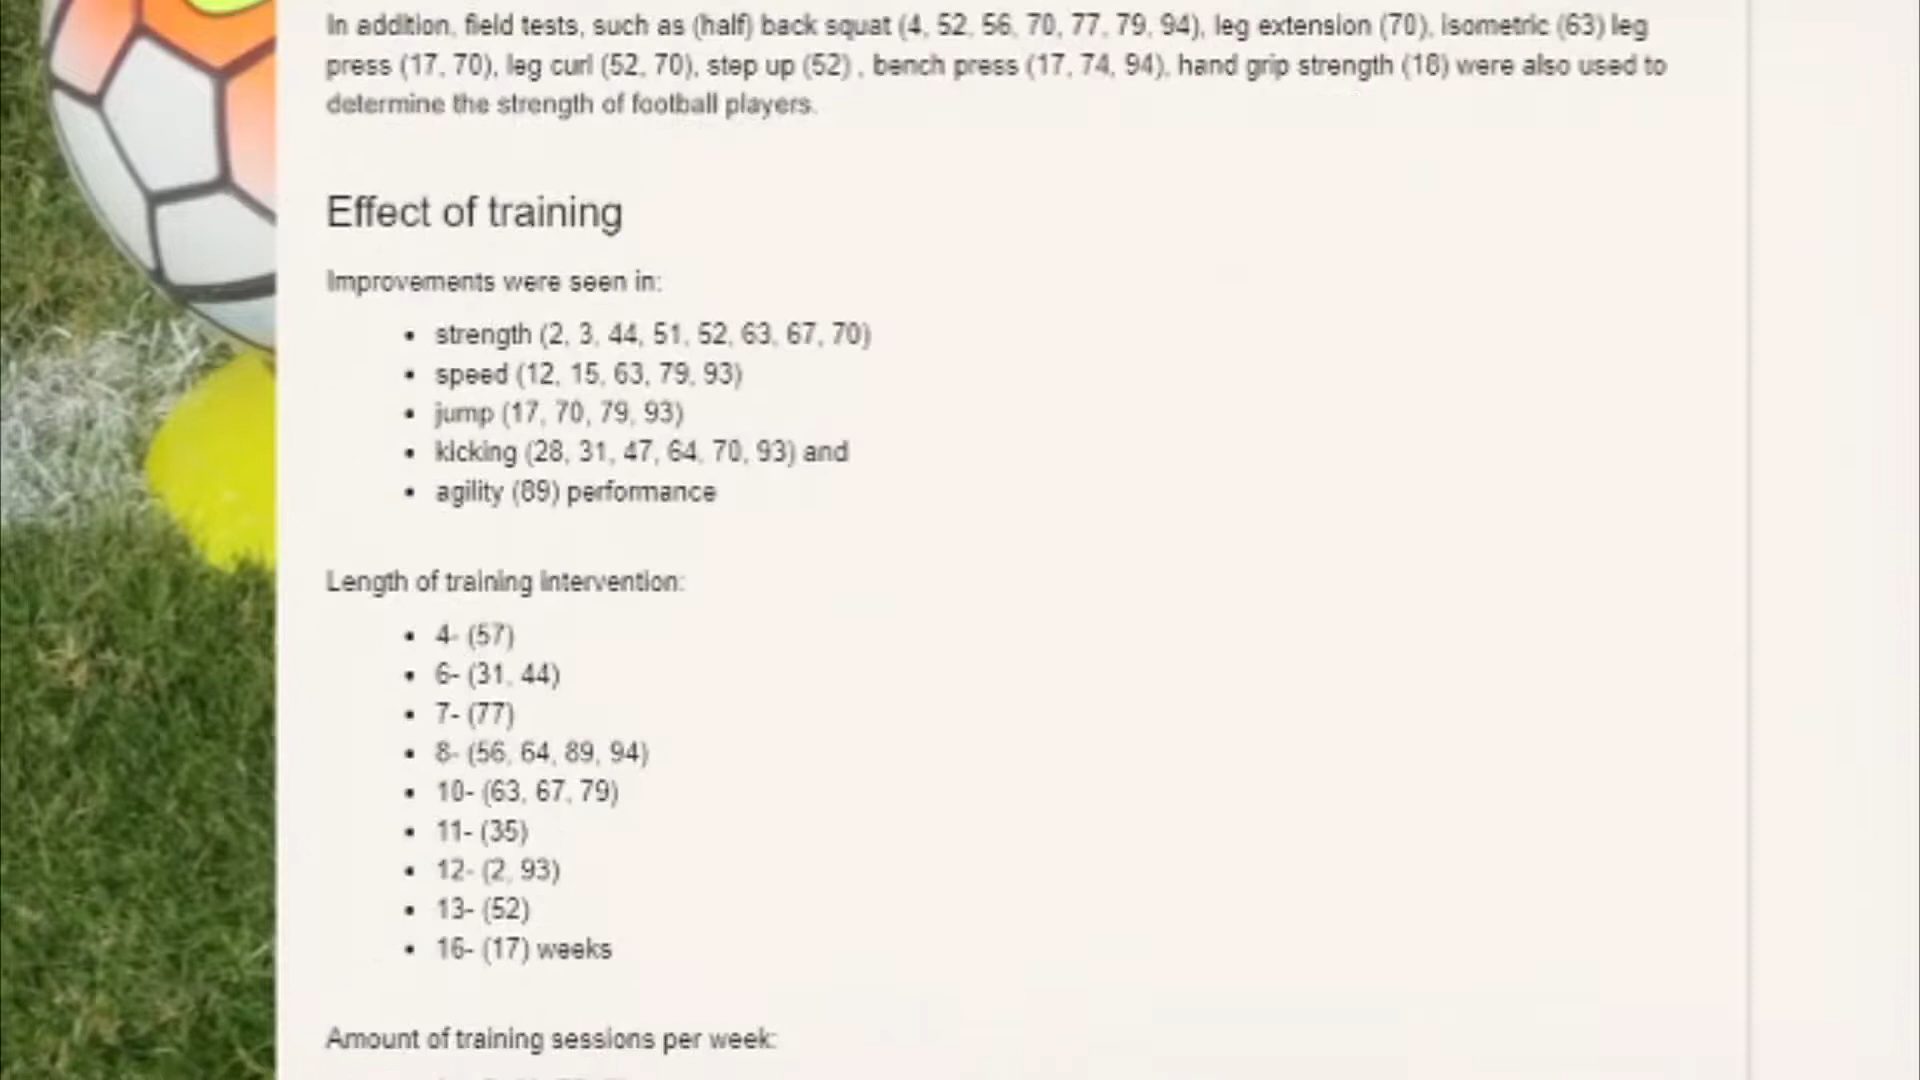 In addition, field tests, such as (half) back squat (4, 52, 56, 70, 77, 79, 94), leg extension (70), isometric (63) leg
press (17, 70), leg curl (52, 70), step up (52) , bench press (17, 74, 94), hand grip strength (18) were also used to
determine the strength of football players.
Effect of training
Improvements were seen in:
• strength (2, 3, 44, 51, 52, 63, 67, 70)
• speed (12, 15, 63, 79, 93)
• jump (17, 70, 79, 93)
• kicking (28, 31, 47, 64, 70, 93) and
• agility (89) performance
Length of training intervention:
• 4- (57)
• 6- (31, 44)
• 7- (77)
• 8- (56, 64, 89, 94)
• 10- (63, 67, 79)
• 11- (35)
• 12- (2, 93)
• 13- (52)
• 16- (17) weeks
Amount of training sessions per week: